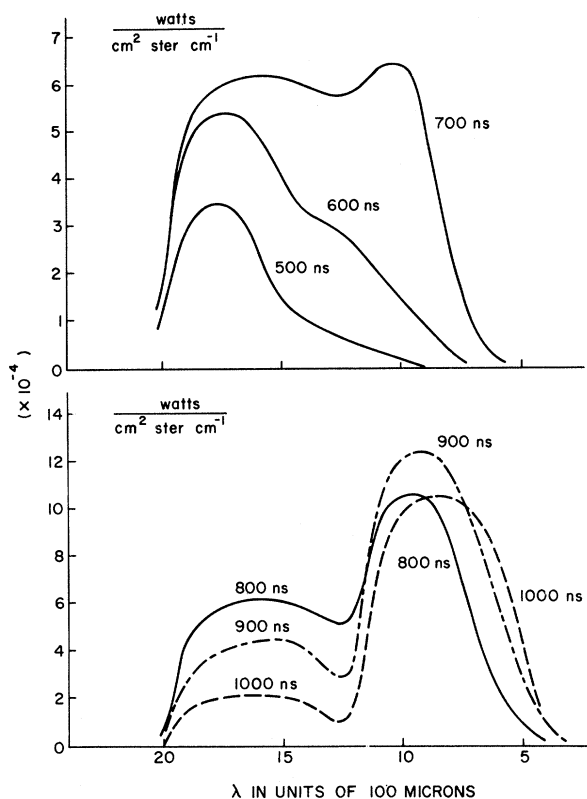 watts
cm² ster cm⁻¹
7
6
5
4
3
2
1
0
700 ns
600 ns
500 ns
(×10⁻⁴)
watts
cm² ster cm⁻¹
14
12
10
8
6
4
2
0
900 ns
800 ns
800 ns
1000 ns
900 ns
1000 ns
20 15 10 5
λ IN UNITS OF 100 MICRONS